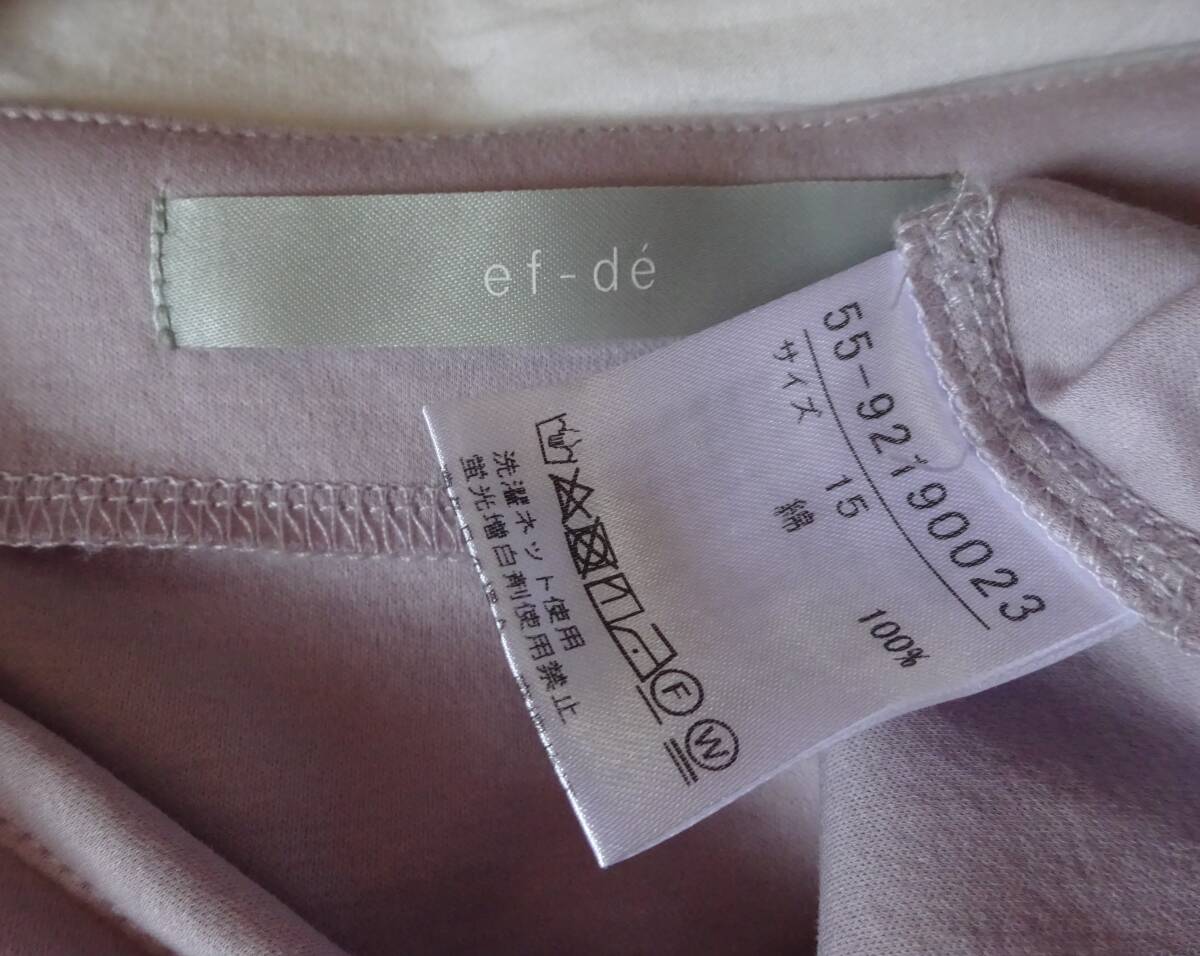 ef-dé
55-92190023
サイズ 15
綿 100%
F
W
洗濯ネット使用
蛍光増白剤使用禁止